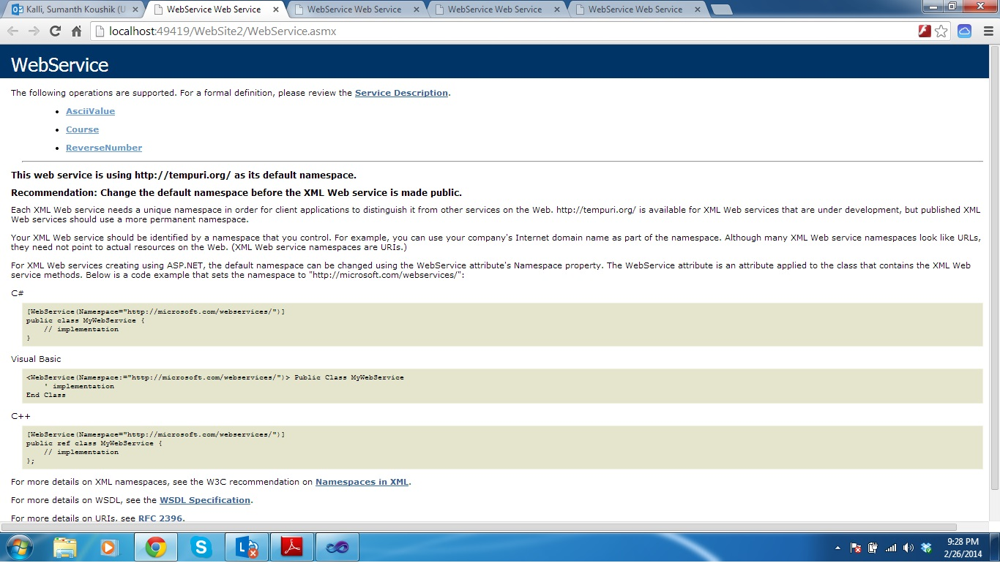 Kalli, Sumanth Koushik (U
WebService Web Service
WebService Web Service
WebService Web Service
WebService Web Service
localhost:49419/WebSite2/WebService.asmx
WebService
The following operations are supported. For a formal definition, please review the Service Description.
• AsciiValue
• Course
• ReverseNumber
This web service is using http://tempuri.org/ as its default namespace.
Recommendation: Change the default namespace before the XML Web service is made public.
Each XML Web service needs a unique namespace in order for client applications to distinguish it from other services on the Web. http://tempuri.org/ is available for XML Web services that are under development, but published XML
Web services should use a more permanent namespace.
Your XML Web service should be identified by a namespace that you control. For example, you can use your company's Internet domain name as part of the namespace. Although many XML Web service namespaces look like URLs,
they need not point to actual resources on the Web. (XML Web service namespaces are URIs.)
For XML Web services creating using ASP.NET, the default namespace can be changed using the WebService attribute's Namespace property. The WebService attribute is an attribute applied to the class that contains the XML Web
service methods. Below is a code example that sets the namespace to "http://microsoft.com/webservices/":
C#
[WebService(Namespace="http://microsoft.com/webservices/")]
public class MyWebService {
    // implementation
}
Visual Basic
<WebService(Namespace:="http://microsoft.com/webservices/")> Public Class MyWebService
    ' implementation
End Class
C++
[WebService(Namespace="http://microsoft.com/webservices/")]
public ref class MyWebService {
    // implementation
};
For more details on XML namespaces, see the W3C recommendation on Namespaces in XML.
For more details on WSDL, see the WSDL Specification.
For more details on URIs, see RFC 2396.
9:28 PM
2/26/2014